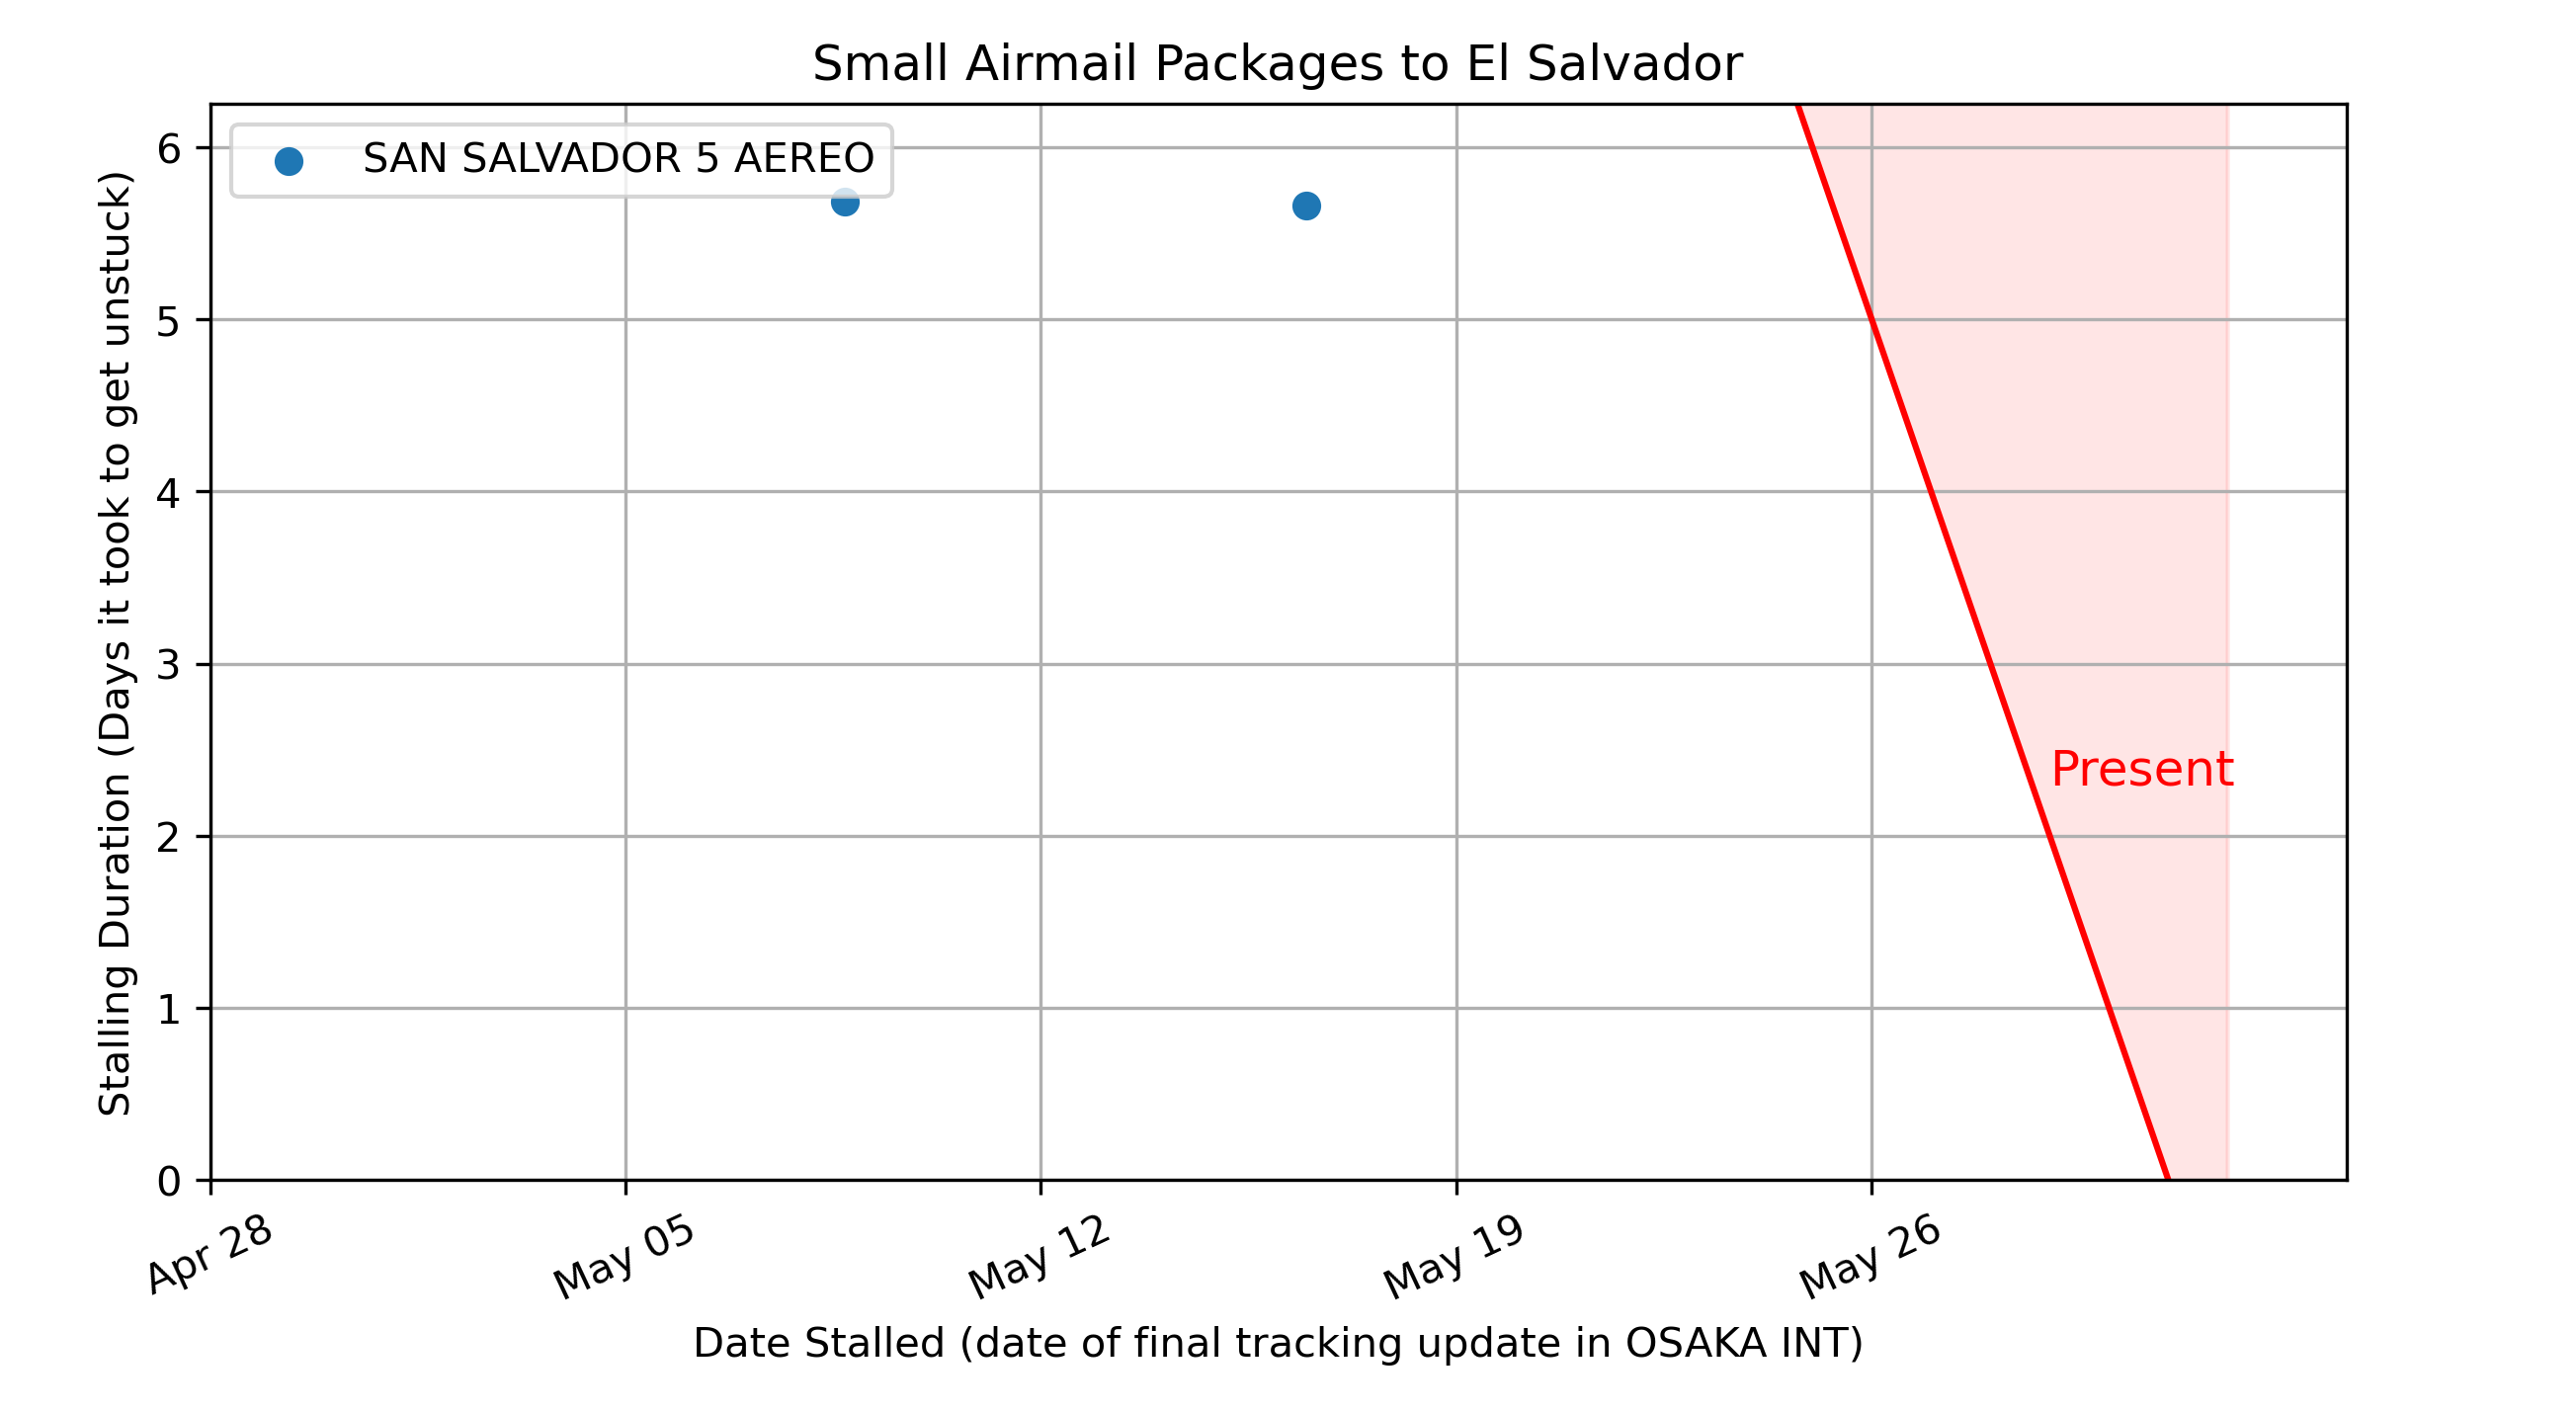 Small Airmail Packages to El Salvador
SAN SALVADOR 5 AEREO
Stalling Duration (Days it took to get unstuck)
6
5
4
3
2
1
0
Present
Apr 28
May 05
May 12
May 19
May 26
Date Stalled (date of final tracking update in OSAKA INT)